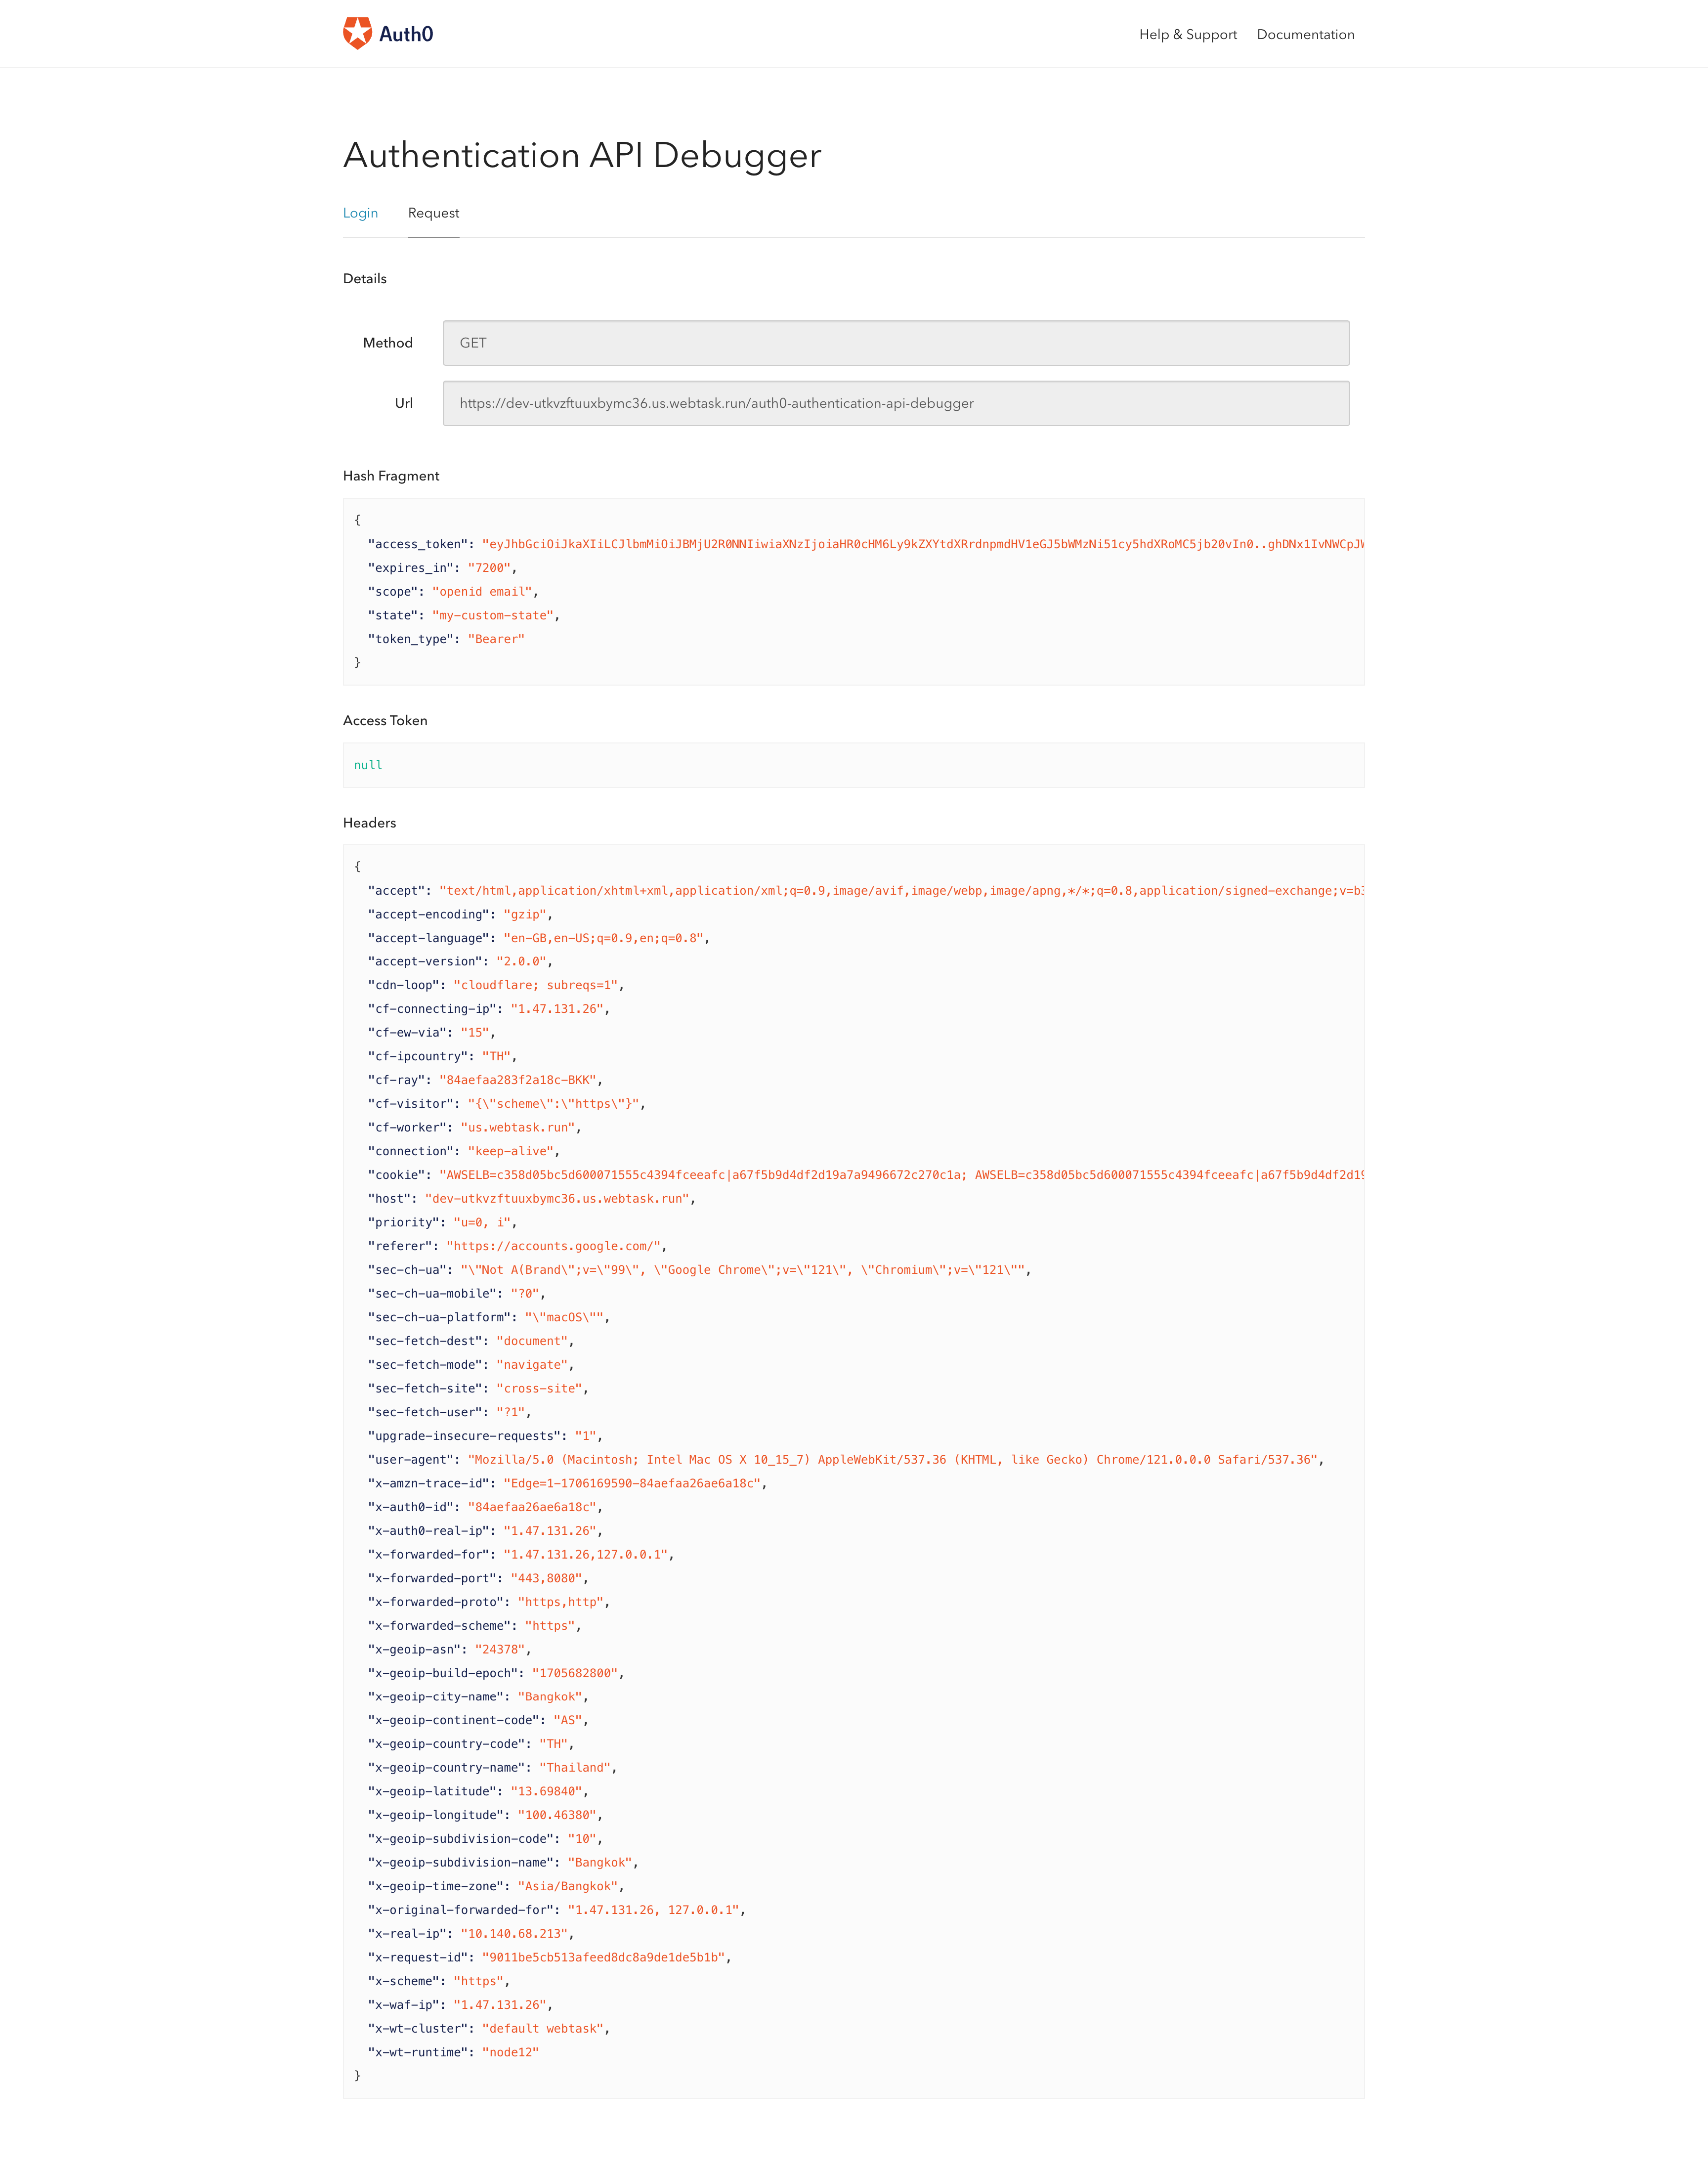 Auth0
Help & Support Documentation
Authentication API Debugger
Login Request
Details
Method GET
Url https://dev-utkvzftuuxbymc36.us.webtask.run/auth0-authentication-api-debugger
Hash Fragment
{
"access_token": "eyJhbGciOiJkaXIiLCJlbmMiOiJBMjU2R0NNIiwiaXNzIjoiaHR0cHM6Ly9kZXYtdXRrdnpmdHV1eGJ5bWMzNi51cy5hdXRoMC5jb20vIn0..ghDNx1IvNWCpJW
"expires_in": "7200",
"scope": "openid email",
"state": "my-custom-state",
"token_type": "Bearer"
}
Access Token
null
Headers
{
"accept": "text/html,application/xhtml+xml,application/xml;q=0.9,image/avif,image/webp,image/apng,*/*;q=0.8,application/signed-exchange;v=b3
"accept-encoding": "gzip",
"accept-language": "en-GB,en-US;q=0.9,en;q=0.8",
"accept-version": "2.0.0",
"cdn-loop": "cloudflare; subreqs=1",
"cf-connecting-ip": "1.47.131.26",
"cf-ew-via": "15",
"cf-ipcountry": "TH",
"cf-ray": "84aefaa283f2a18c-BKK",
"cf-visitor": "{\"scheme\":\"https\"}",
"cf-worker": "us.webtask.run",
"connection": "keep-alive",
"cookie": "AWSELB=c358d05bc5d600071555c4394fceeafc|a67f5b9d4df2d19a7a9496672c270c1a; AWSELB=c358d05bc5d600071555c4394fceeafc|a67f5b9d4df2d19
"host": "dev-utkvzftuuxbymc36.us.webtask.run",
"priority": "u=0, i",
"referer": "https://accounts.google.com/",
"sec-ch-ua": "\"Not A(Brand\";v=\"99\", \"Google Chrome\";v=\"121\", \"Chromium\";v=\"121\"",
"sec-ch-ua-mobile": "?0",
"sec-ch-ua-platform": "\"macOS\"",
"sec-fetch-dest": "document",
"sec-fetch-mode": "navigate",
"sec-fetch-site": "cross-site",
"sec-fetch-user": "?1",
"upgrade-insecure-requests": "1",
"user-agent": "Mozilla/5.0 (Macintosh; Intel Mac OS X 10_15_7) AppleWebKit/537.36 (KHTML, like Gecko) Chrome/121.0.0.0 Safari/537.36",
"x-amzn-trace-id": "Edge=1-1706169590-84aefaa26ae6a18c",
"x-auth0-id": "84aefaa26ae6a18c",
"x-auth0-real-ip": "1.47.131.26",
"x-forwarded-for": "1.47.131.26,127.0.0.1",
"x-forwarded-port": "443,8080",
"x-forwarded-proto": "https,http",
"x-forwarded-scheme": "https",
"x-geoip-asn": "24378",
"x-geoip-build-epoch": "1705682800",
"x-geoip-city-name": "Bangkok",
"x-geoip-continent-code": "AS",
"x-geoip-country-code": "TH",
"x-geoip-country-name": "Thailand",
"x-geoip-latitude": "13.69840",
"x-geoip-longitude": "100.46380",
"x-geoip-subdivision-code": "10",
"x-geoip-subdivision-name": "Bangkok",
"x-geoip-time-zone": "Asia/Bangkok",
"x-original-forwarded-for": "1.47.131.26, 127.0.0.1",
"x-real-ip": "10.140.68.213",
"x-request-id": "9011be5cb513afeed8dc8a9de1de5b1b",
"x-scheme": "https",
"x-waf-ip": "1.47.131.26",
"x-wt-cluster": "default webtask",
"x-wt-runtime": "node12"
}